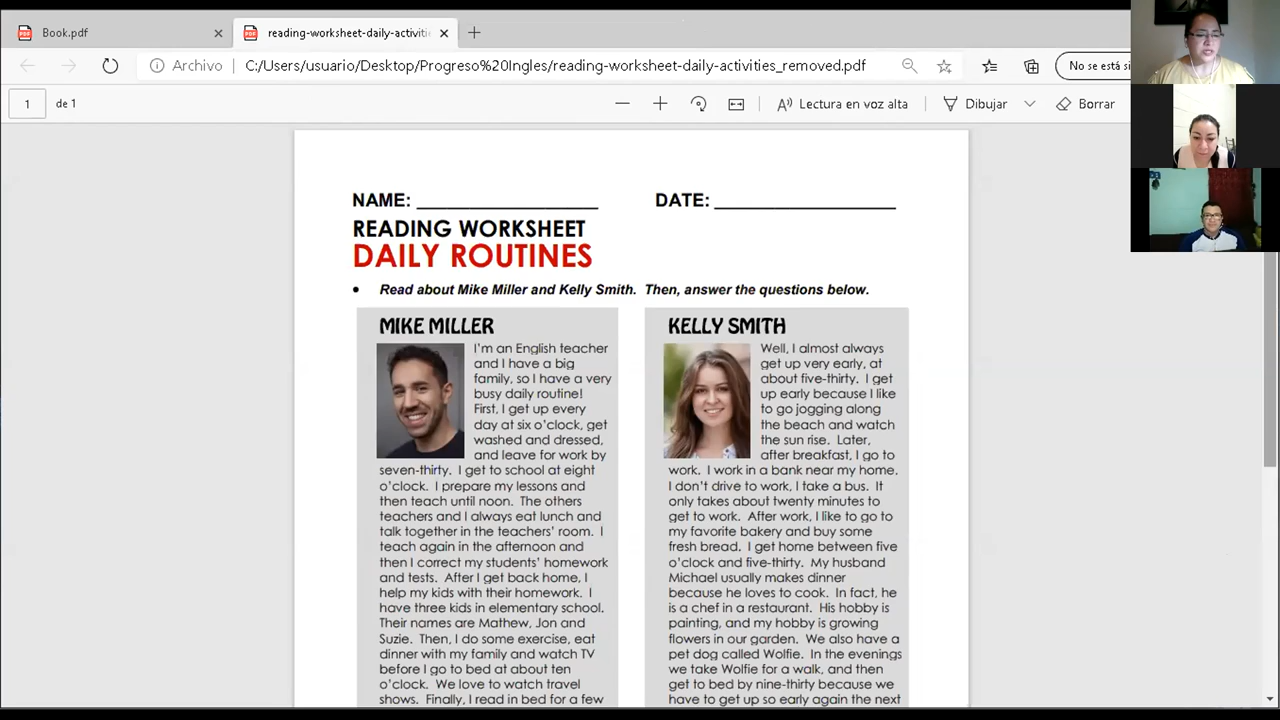 Book.pdf
reading-worksheet-daily-activitie
Archivo
C:/Users/usuario/Desktop/Progreso%20Ingles/reading-worksheet-daily-activities_removed.pdf
No se está si
1
de 1
Lectura en voz alta
Dibujar
Borrar
NAME: ___________________ DATE: ___________________
READING WORKSHEET
DAILY ROUTINES
• Read about Mike Miller and Kelly Smith. Then, answer the questions below.
MIKE MILLER
I'm an English teacher
and I have a big
family, so I have a very
busy daily routine!
First, I get up every
day at six o'clock, get
washed and dressed,
and leave for work by
seven-thirty. I get to school at eight
o'clock. I prepare my lessons and
then teach until noon. The others
teachers and I always eat lunch and
talk together in the teachers' room. I
teach again in the afternoon and
then I correct my students' homework
and tests. After I get back home, I
help my kids with their homework. I
have three kids in elementary school.
Their names are Mathew, Jon and
Suzie. Then, I do some exercise, eat
dinner with my family and watch TV
before I go to bed at about ten
o'clock. We love to watch travel
shows. Finally, I read in bed for a few
KELLY SMITH
Well, I almost always
get up very early, at
about five-thirty. I get
up early because I like
to go jogging along
the beach and watch
the sun rise. Later,
after breakfast, I go to
work. I work in a bank near my home.
I don't drive to work, I take a bus. It
only takes about twenty minutes to
get to work. After work, I like to go to
my favorite bakery and buy some
fresh bread. I get home between five
o'clock and five-thirty. My husband
Michael usually makes dinner
because he loves to cook. In fact, he
is a chef in a restaurant. His hobby is
painting, and my hobby is growing
flowers in our garden. We also have a
pet dog called Wolfie. In the evenings
we take Wolfie for a walk, and then
get to bed by nine-thirty because we
have to get up so early again the next